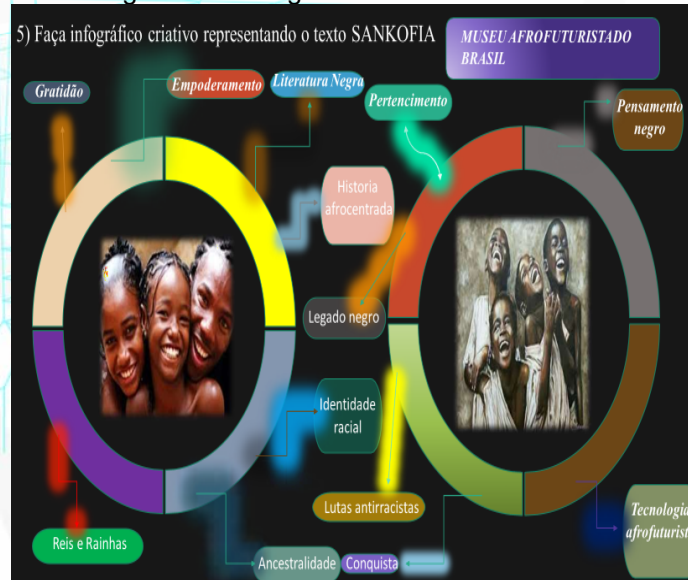 5) Faça infográfico criativo representando o texto SANKOFIA
MUSEU AFROFUTURISTADO
BRASIL
Gratidão
Empoderamento
Literatura Negra
Pertencimento
Pensamento
negro
Historia
afrocentrada
Legado negro
Identidade
racial
Lutas antirracistas
Reis e Rainhas
Ancestralidade
Conquista
Tecnologia
afrofuturist